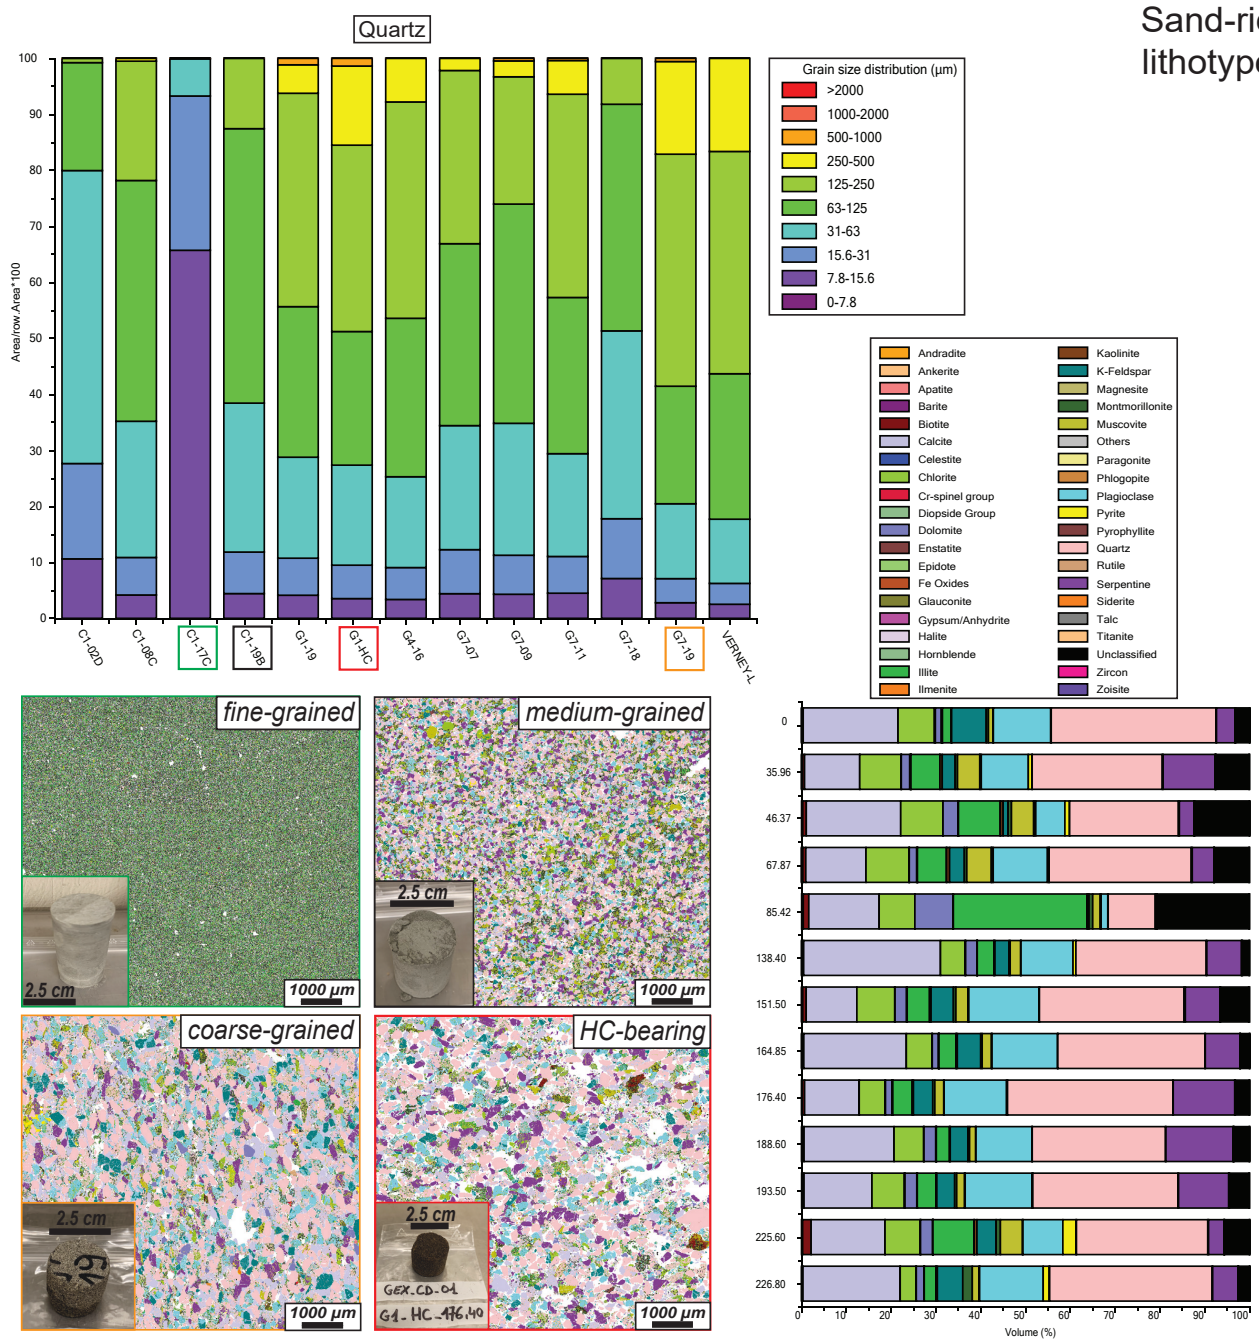 Sand-ric
lithotype
Quartz
Area/row.Area*100
100
90
80
70
60
50
40
30
20
10
0
C1-02D
C1-08C
C1-17C
C1-19B
G1-19
G1-HC
G4-16
G7-07
G7-09
G7-11
G7-18
G7-19
VERNEY-L
Grain size distribution (µm)
>2000
1000-2000
500-1000
250-500
125-250
63-125
31-63
15.6-31
7.8-15.6
0-7.8
Andradite
Ankerite
Apatite
Barite
Biotite
Calcite
Celestite
Chlorite
Cr-spinel group
Diopside Group
Dolomite
Enstatite
Epidote
Fe Oxides
Glauconite
Gypsum/Anhydrite
Halite
Hornblende
Illite
Ilmenite
Kaolinite
K-Feldspar
Magnesite
Montmorillonite
Muscovite
Others
Paragonite
Phlogopite
Plagioclase
Pyrite
Pyrophyllite
Quartz
Rutile
Serpentine
Siderite
Talc
Titanite
Unclassified
Zircon
Zoisite
fine-grained
2.5 cm
1000 µm
medium-grained
2.5 cm
1000 µm
coarse-grained
2.5 cm
19
1000 µm
HC-bearing
2.5 cm
GEX_CD_01
G1_HC_176,40
1000 µm
0
35.96
46.37
67.87
85.42
138.40
151.50
164.85
176.40
188.60
193.50
225.60
226.80
0 10 20 30 40 50 60 70 80 90 100
Volume (%)